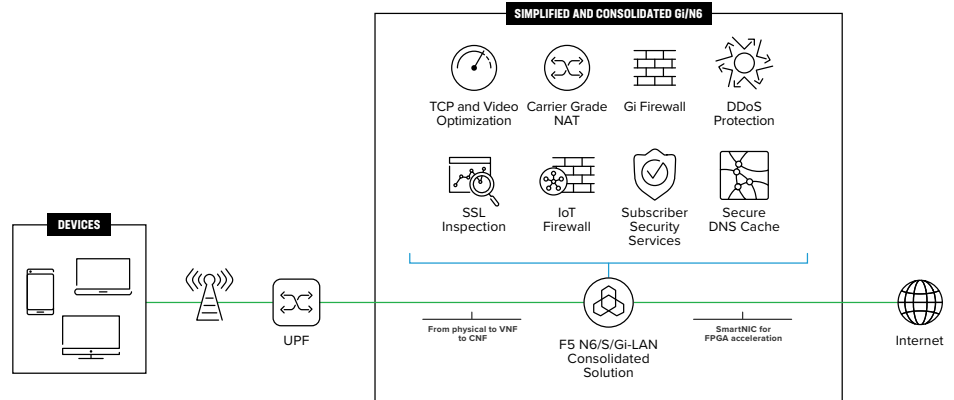 SIMPLIFIED AND CONSOLIDATED Gi/N6
TCP and Video
Optimization
Carrier Grade
NAT
Gi Firewall
DDoS
Protection
SSL
Inspection
IoT
Firewall
Subscriber
Security
Services
Secure
DNS Cache
DEVICES
UPF
From physical to VNF
to CNF
F5 N6/S/Gi-LAN
Consolidated
Solution
SmartNIC for
FPGA acceleration
Internet